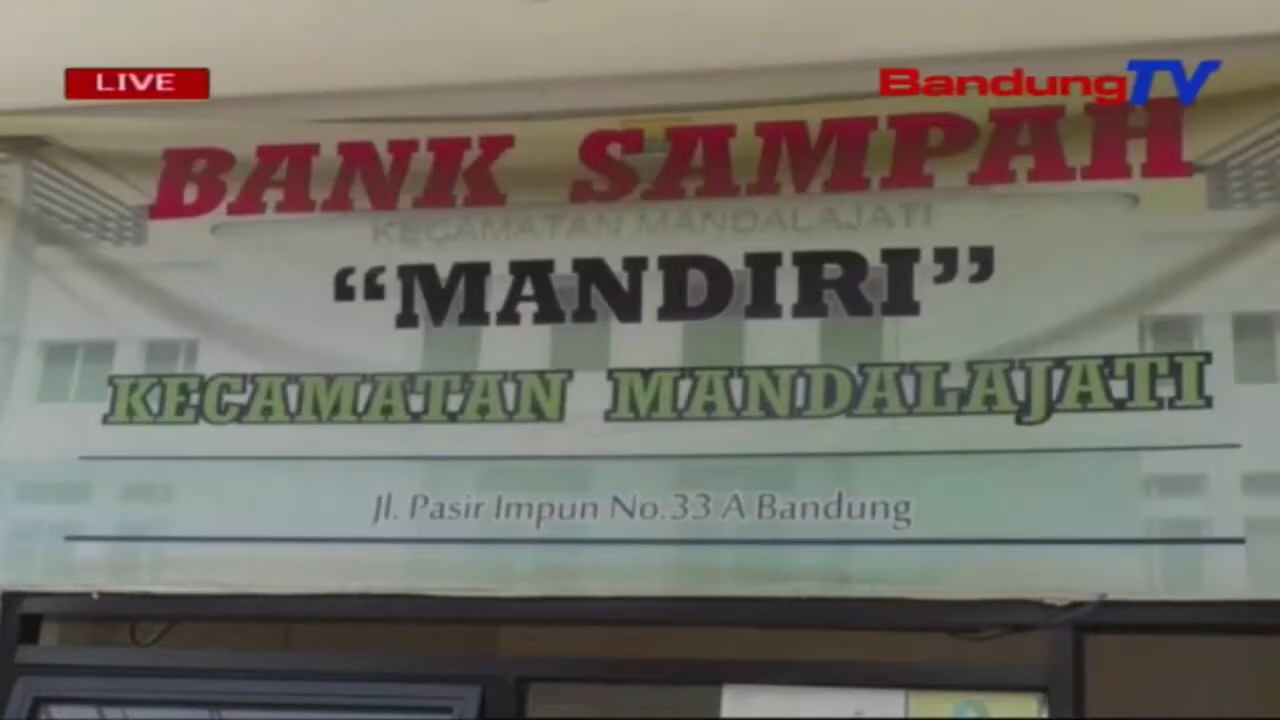 LIVE
BandungTV
BANK SAMPAH
KECAMATAN MANDALAJATI
“MANDIRI”
KECAMATAN MANDALAJATI
Jl. Pasir Impun No.33 A Bandung